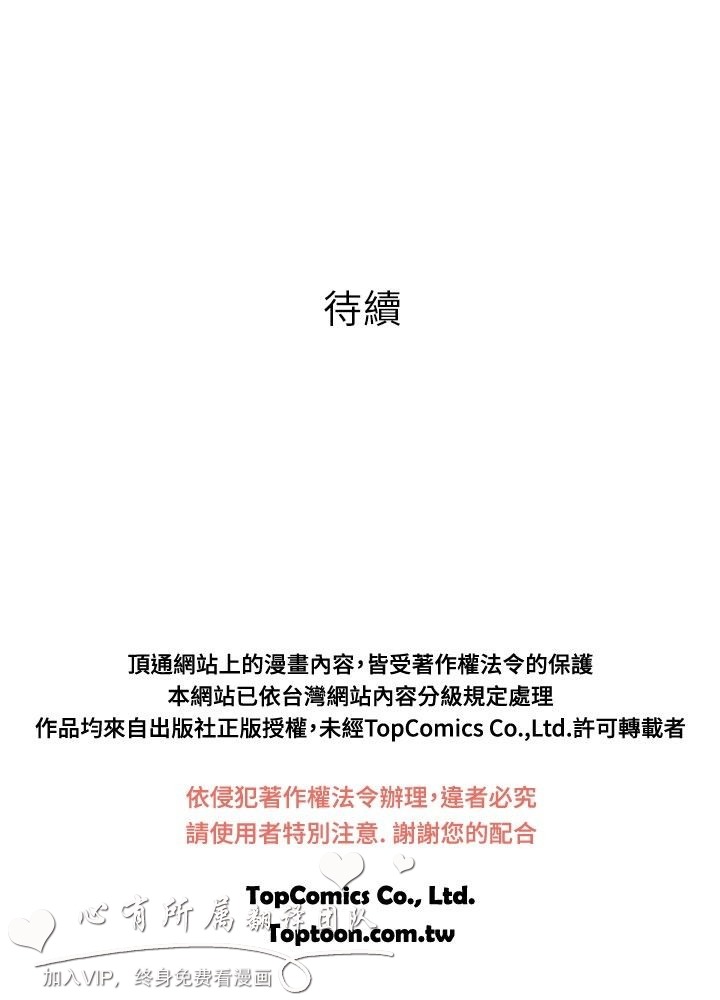 待續
頂通網站上的漫畫內容，皆受著作權法令的保護
本網站已依台灣網站內容分級規定處理
作品均來自出版社正版授權，未經TopComics Co.,Ltd.許可轉載者
依侵犯著作權法令辦理，違者必究
請使用者特別注意. 謝謝您的配合
TopComics Co., Ltd.
心有所属翻译团队
Toptoon.com.tw
加入VIP，终身免费看漫画